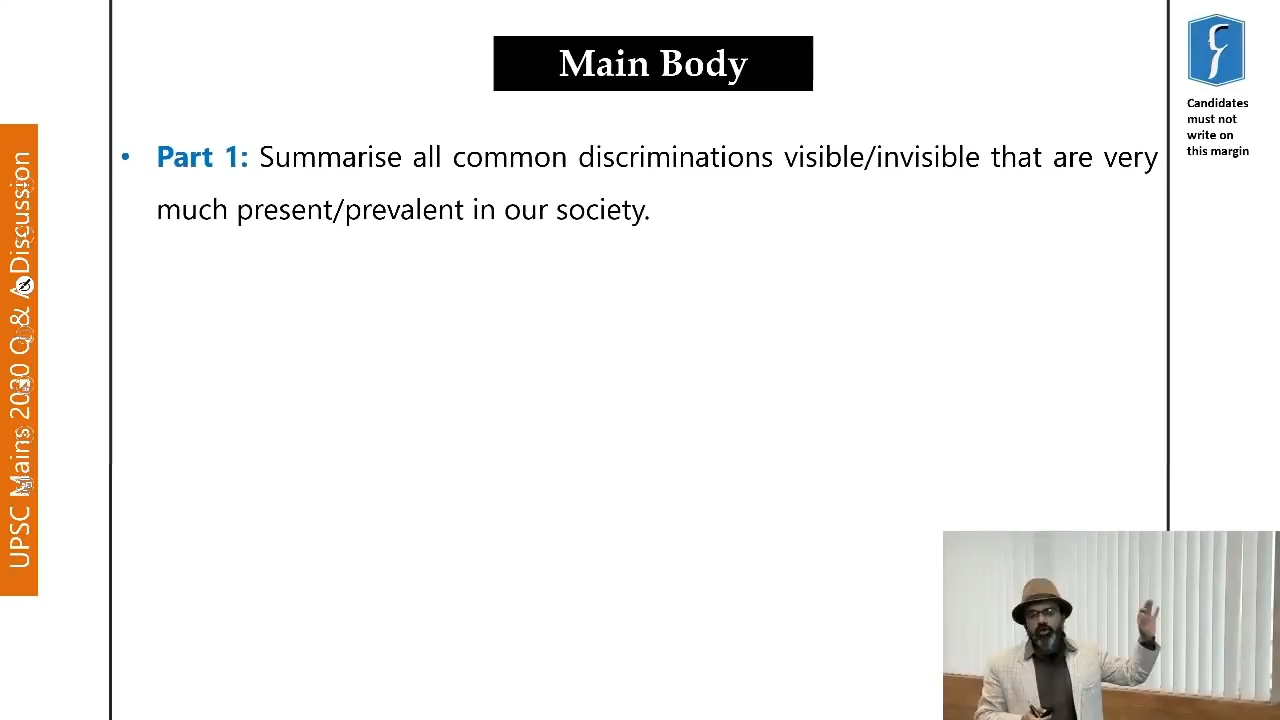 Main Body
• Part 1: Summarise all common discriminations visible/invisible that are very
much present/prevalent in our society.
Candidates
must not
write on
this margin
UPSC Mains 2020 Q & A Discussion